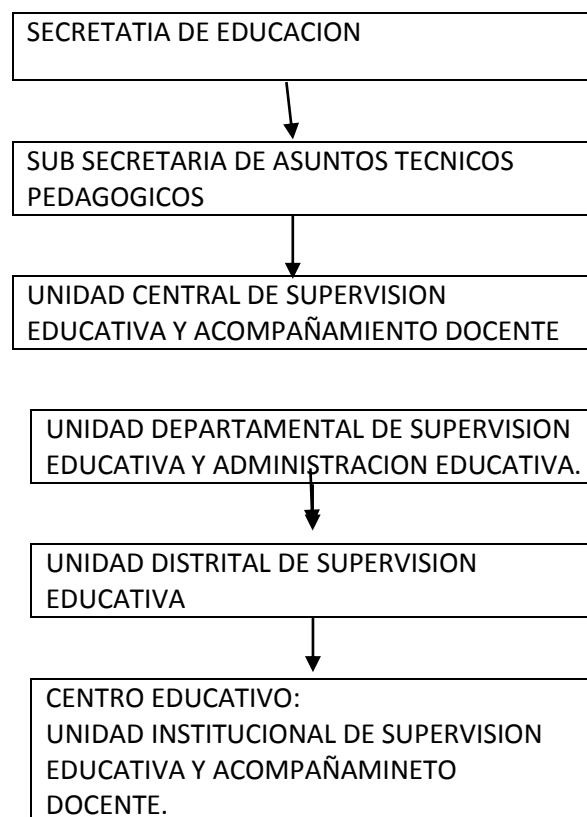 SECRETATIA DE EDUCACION
SUB SECRETARIA DE ASUNTOS TECNICOS
PEDAGOGICOS
UNIDAD CENTRAL DE SUPERVISION
EDUCATIVA Y ACOMPAÑAMIENTO DOCENTE
UNIDAD DEPARTAMENTAL DE SUPERVISION
EDUCATIVA Y ADMINISTRACION EDUCATIVA.
UNIDAD DISTRITAL DE SUPERVISION
EDUCATIVA
CENTRO EDUCATIVO:
UNIDAD INSTITUCIONAL DE SUPERVISION
EDUCATIVA Y ACOMPAÑAMINETO
DOCENTE.